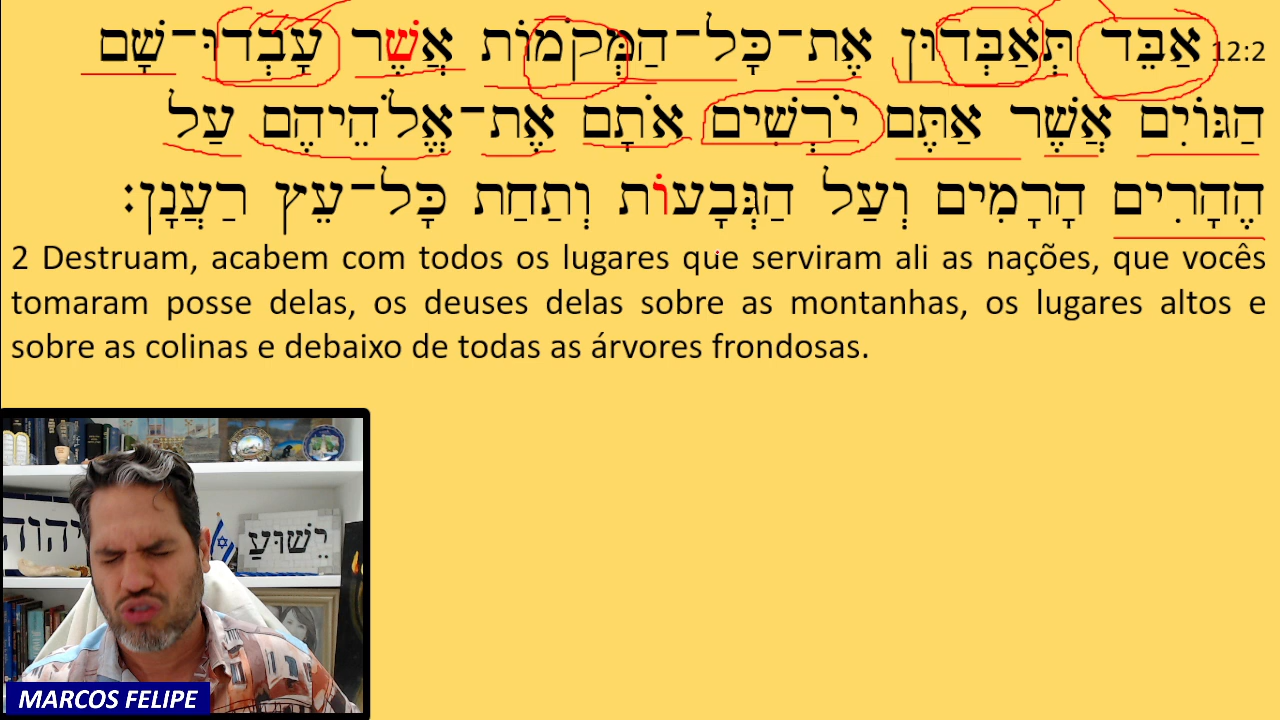 12:2 אַבֵּד תְּאַבְּדוּן אֶת־כָּל־הַמְּקֹמוֹת אֲשֶׁר עָבְדוּ־שָׁם
הַגּוֹיִם אֲשֶׁר אַתֶּם יֹרְשִׁים אֹתָם אֶת־אֱלֹהֵיהֶם עַל
הֶהָרִים הָרָמִים וְעַל הַגְּבָעוֹת וְתַחַת כָּל־עֵץ רַעֲנָן׃
2 Destruam, acabem com todos os lugares que serviram ali as nações, que vocês
tomaram posse delas, os deuses delas sobre as montanhas, os lugares altos e
sobre as colinas e debaixo de todas as árvores frondosas.
יהוה
יֵשׁוּעַ
MARCOS FELIPE